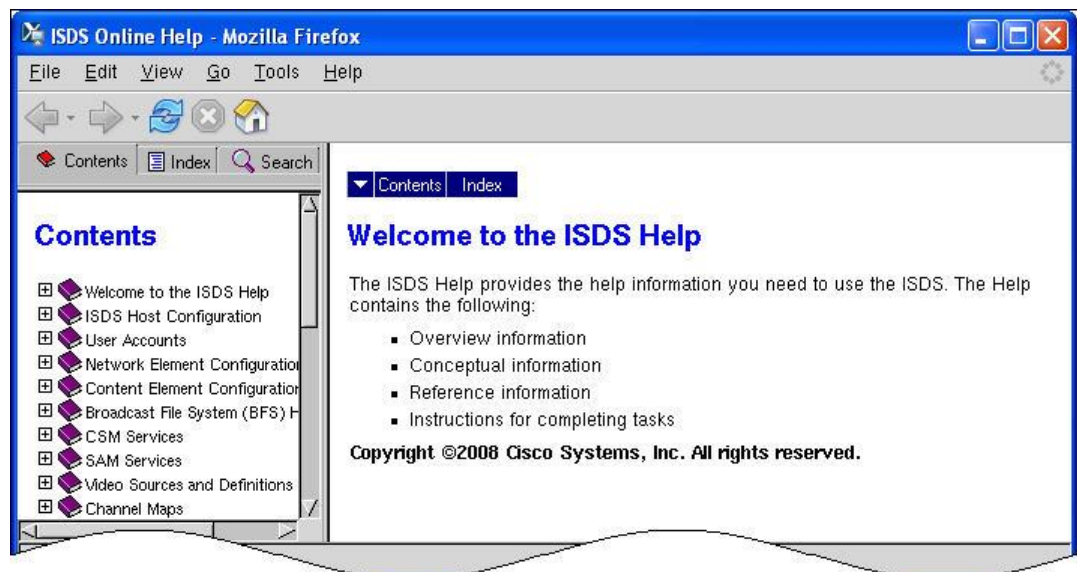 ISDS Online Help - Mozilla Firefox
File Edit View Go Tools Help
Contents Index Search
Contents
Welcome to the ISDS Help
ISDS Host Configuration
User Accounts
Network Element Configuration
Content Element Configuration
Broadcast File System (BFS) H
CSM Services
SAM Services
Video Sources and Definitions
Channel Maps
Contents Index
Welcome to the ISDS Help
The ISDS Help provides the help information you need to use the ISDS. The Help
contains the following:
Overview information
Conceptual information
Reference information
Instructions for completing tasks
Copyright ©2008 Cisco Systems, Inc. All rights reserved.